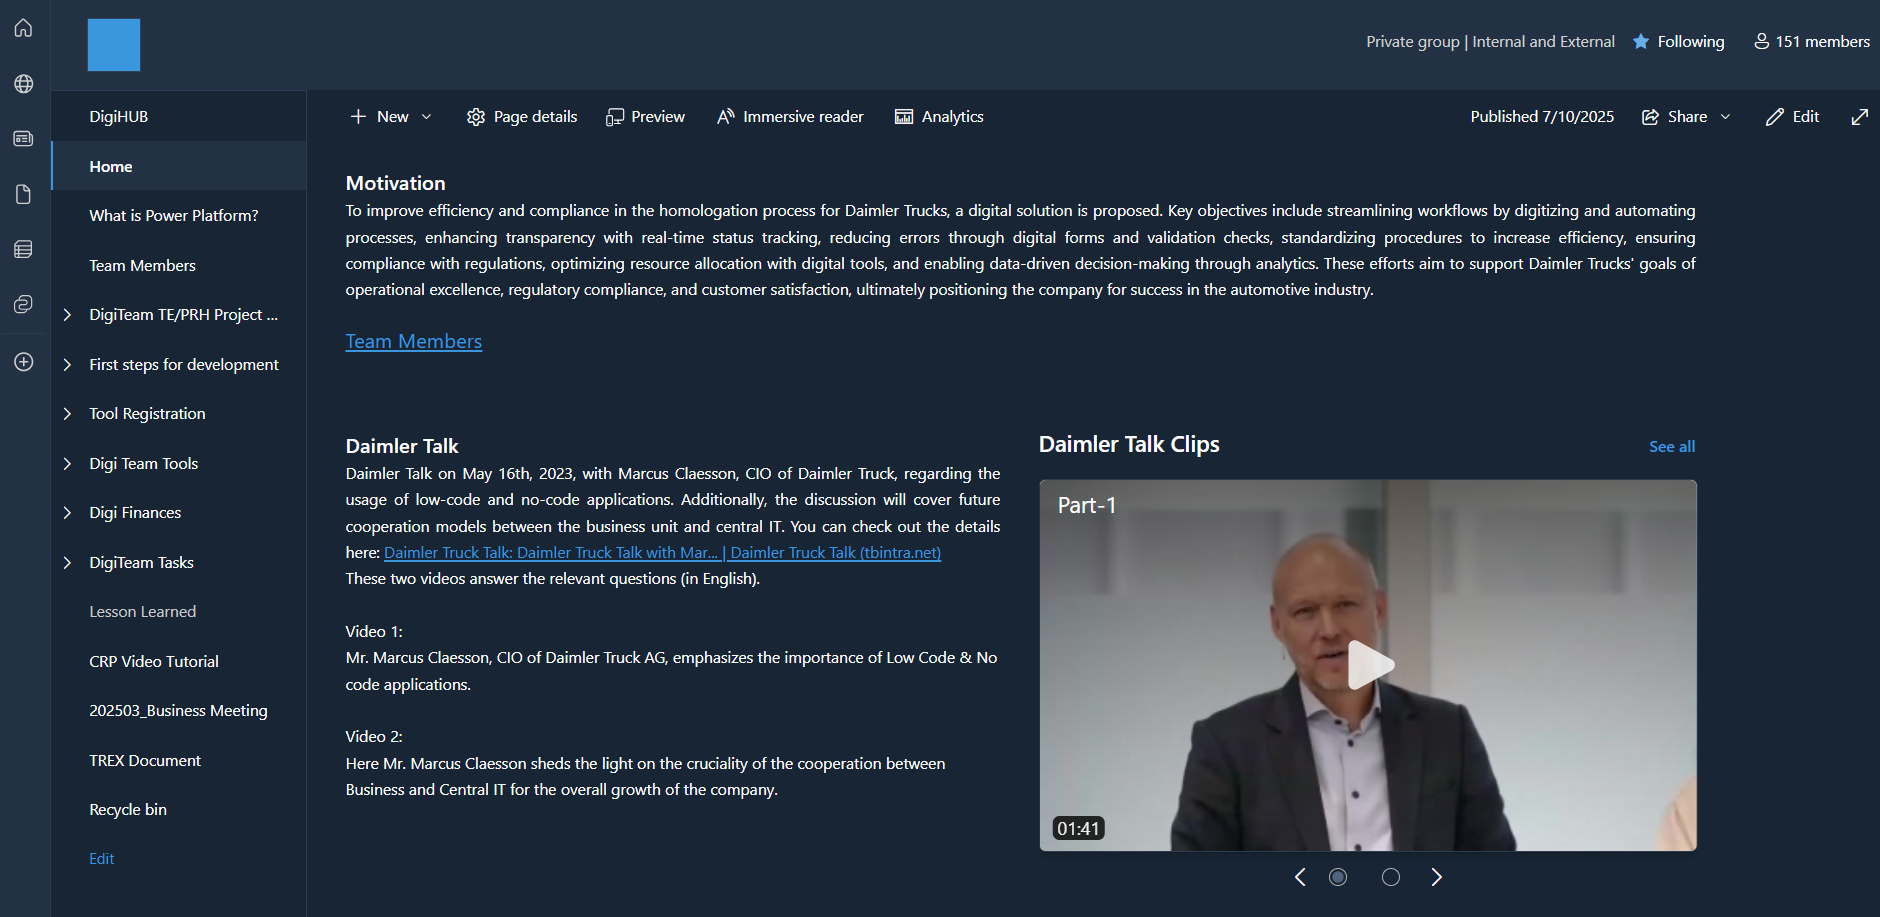 Private group | Internal and External
Following
151 members
DigiHUB
Home
What is Power Platform?
Team Members
DigiTeam TE/PRH Project ...
First steps for development
Tool Registration
Digi Team Tools
Digi Finances
DigiTeam Tasks
Lesson Learned
CRP Video Tutorial
202503_Business Meeting
TREX Document
Recycle bin
Edit
New
Page details
Preview
Immersive reader
Analytics
Published 7/10/2025
Share
Edit
Motivation
To improve efficiency and compliance in the homologation process for Daimler Trucks, a digital solution is proposed. Key objectives include streamlining workflows by digitizing and automating
processes, enhancing transparency with real-time status tracking, reducing errors through digital forms and validation checks, standardizing procedures to increase efficiency, ensuring
compliance with regulations, optimizing resource allocation with digital tools, and enabling data-driven decision-making through analytics. These efforts aim to support Daimler Trucks' goals of
operational excellence, regulatory compliance, and customer satisfaction, ultimately positioning the company for success in the automotive industry.
Team Members
Daimler Talk
Daimler Talk on May 16th, 2023, with Marcus Claesson, CIO of Daimler Truck, regarding the
usage of low-code and no-code applications. Additionally, the discussion will cover future
cooperation models between the business unit and central IT. You can check out the details
here: Daimler Truck Talk: Daimler Truck Talk with Mar... | Daimler Truck Talk (tbintra.net)
These two videos answer the relevant questions (in English).
Video 1:
Mr. Marcus Claesson, CIO of Daimler Truck AG, emphasizes the importance of Low Code & No
code applications.
Video 2:
Here Mr. Marcus Claesson sheds the light on the cruciality of the cooperation between
Business and Central IT for the overall growth of the company.
Daimler Talk Clips
See all
Part-1
01:41